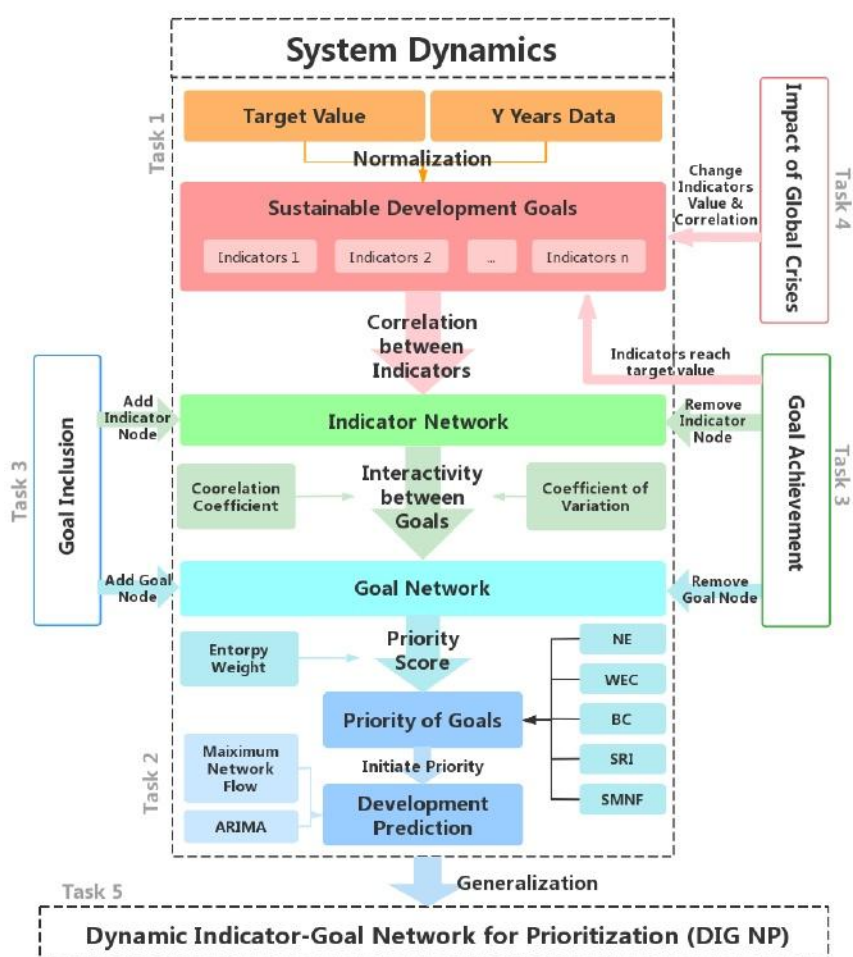 System Dynamics
Task 1
Target Value
Y Years Data
Normalization
Sustainable Development Goals
Indicators 1
Indicators 2
...
Indicators n
Change
Indicators
Value &
Correlation
Impact of Global Crises
Task 4
Correlation
between
Indicators
Indicators reach
target value
Task 3
Goal Inclusion
Add
Indicator
Node
Indicator Network
Remove
Indicator
Node
Goal Achievement
Task 3
Coorelation
Coefficient
Interactivity
between
Goals
Coefficient of
Variation
Add Goal
Node
Goal Network
Remove
Goal Node
Entorpy
Weight
Priority
Score
NE
WEC
BC
SRI
SMNF
Priority of Goals
Task 2
Maiximum
Network
Flow
ARIMA
Initiate Priority
Development
Prediction
Generalization
Task 5
Dynamic Indicator-Goal Network for Prioritization (DIG NP)